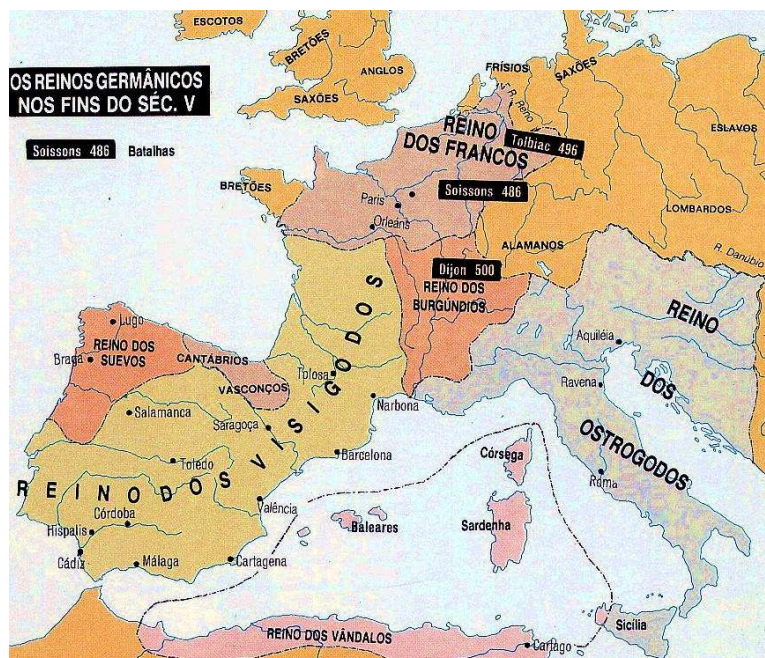 ESCOTOS
BRETÕES
ANGLOS
SAXÕES
FRÍSIOS
SAXÕES
OS REINOS GERMÂNICOS
NOS FINS DO SÉC. V
R. Reno
ESLAVOS
Soissons 486 Batalhas
REINO
DOS FRANCOS
Tolbiac 496
BRETÕES
Paris
Soissons 486
Orleáns
LOMBARDOS
ALAMANOS
R. Danúbio
Dijon 500
REINO DOS
BURGÚNDIOS
REINO
DOS
OSTROGODOS
Lugo
REINO DOS
SUEVOS
Braga
CANTÁBRIOS
VASCONÇOS
Tolosa
Aquiléia
Ravena
Narbona
Salamanca
Saragoça
Barcelona
Toledo
REINO DOS VISIGODOS
Córsega
Roma
Valência
Baleares
Sardenha
Córdoba
Hispalis
Cádiz
Málaga
Cartagena
Sicília
REINO DOS VÂNDALOS
Cartago